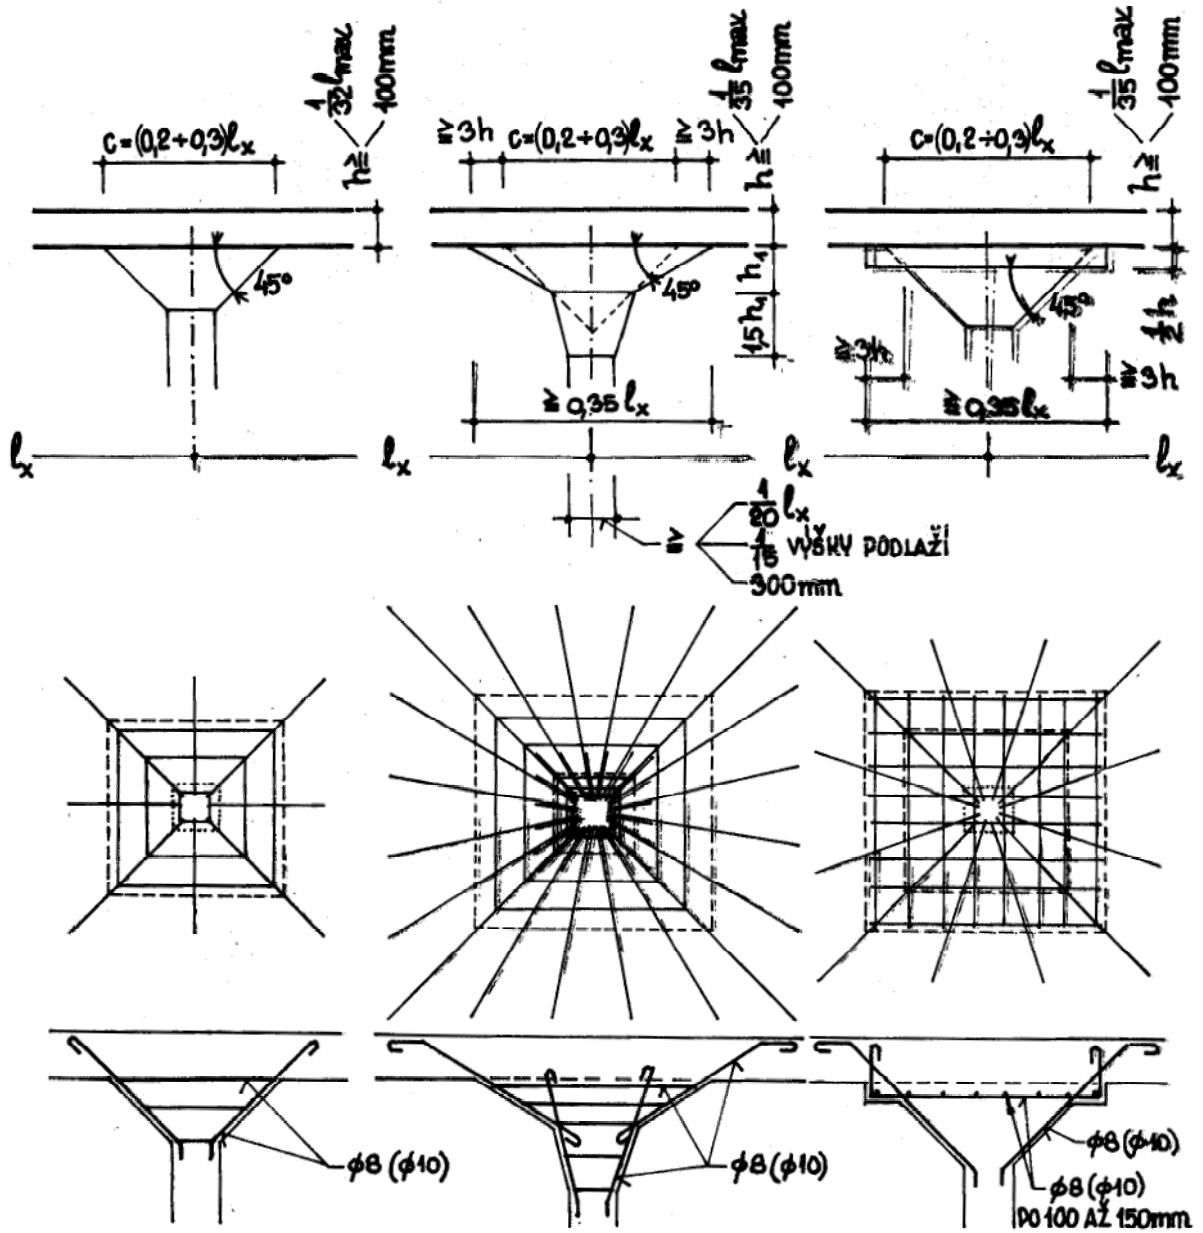 h ≧ 1/32 lmax
100mm
c=(0,2÷0,3)lx
45°
lx
h ≧ 1/35 lmax
100mm
≧3h
c=(0,2÷0,3)lx
≧3h
45°
h1
1,5h1
≧0,35lx
lx
≧ 1/20 lx
1/15 VÝŠKY PODLAŽÍ
300mm
h ≧ 1/35 lmax
100mm
c=(0,2÷0,3)lx
45°
1/2 h
≧3h
≧3h
≧0,35lx
lx
lx
ϕ8(ϕ10)
ϕ8(ϕ10)
ϕ8(ϕ10)
ϕ8(ϕ10)
PO 100 AŽ 150mm